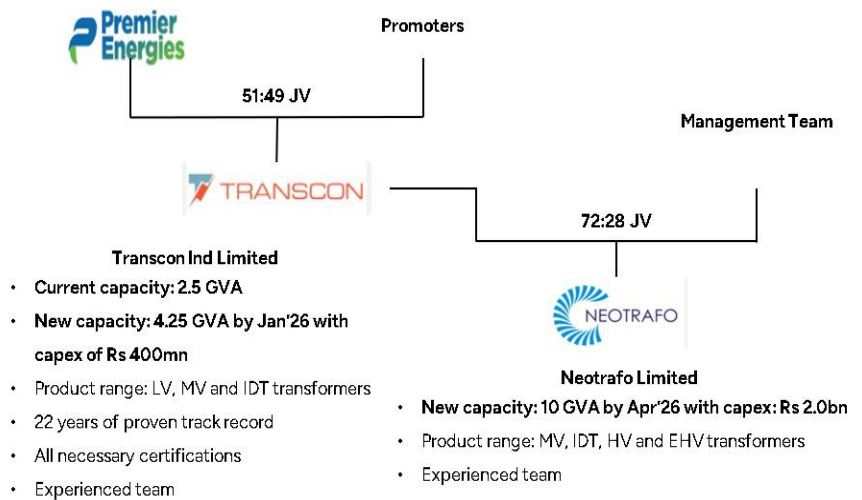 Premier
Energies
Promoters
51:49 JV
Management Team
TRANSCON
72:28 JV
Transcon Ind Limited
• Current capacity: 2.5 GVA
• New capacity: 4.25 GVA by Jan'26 with
capex of Rs 400mn
• Product range: LV, MV and IDT transformers
• 22 years of proven track record
• All necessary certifications
• Experienced team
NEOTRAFO
Neotrafo Limited
• New capacity: 10 GVA by Apr'26 with capex: Rs 2.0bn
• Product range: MV, IDT, HV and EHV transformers
• Experienced team